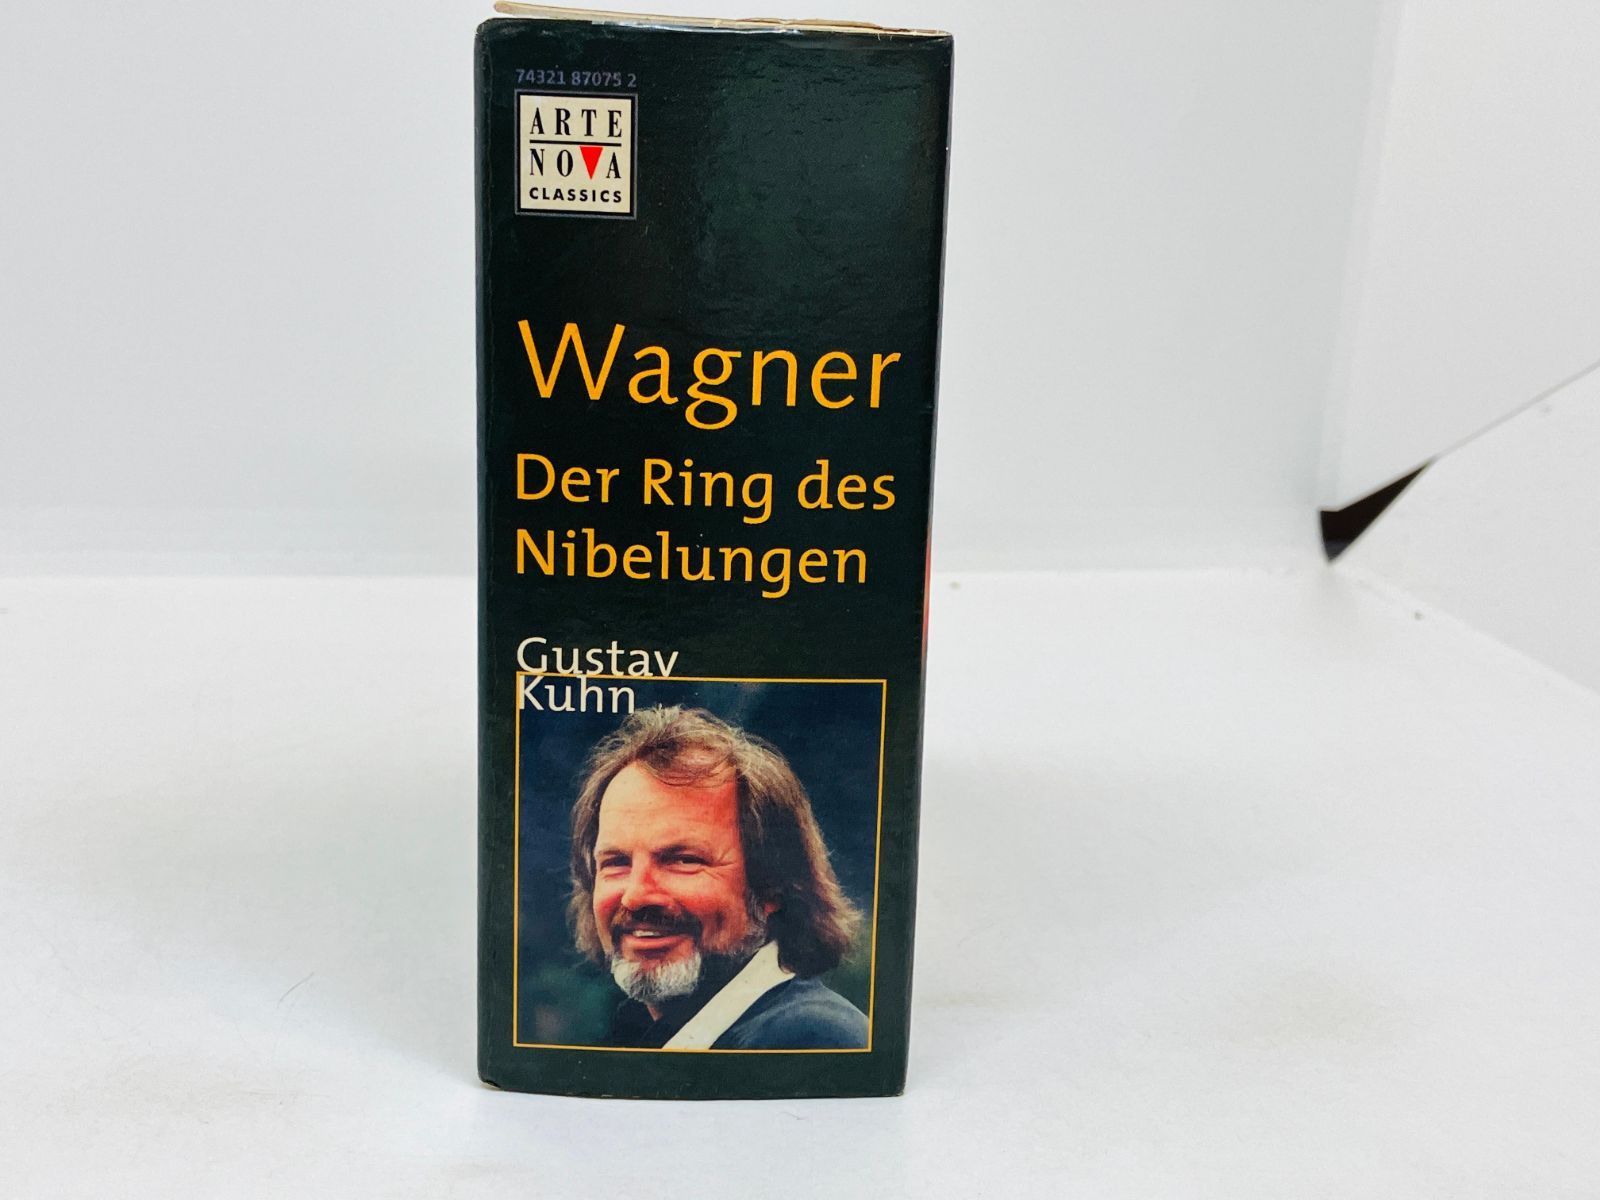 74321 87075 2
ARTE
NOVA
CLASSICS
Wagner
Der Ring des
Nibelungen
Gustav
Kuhn